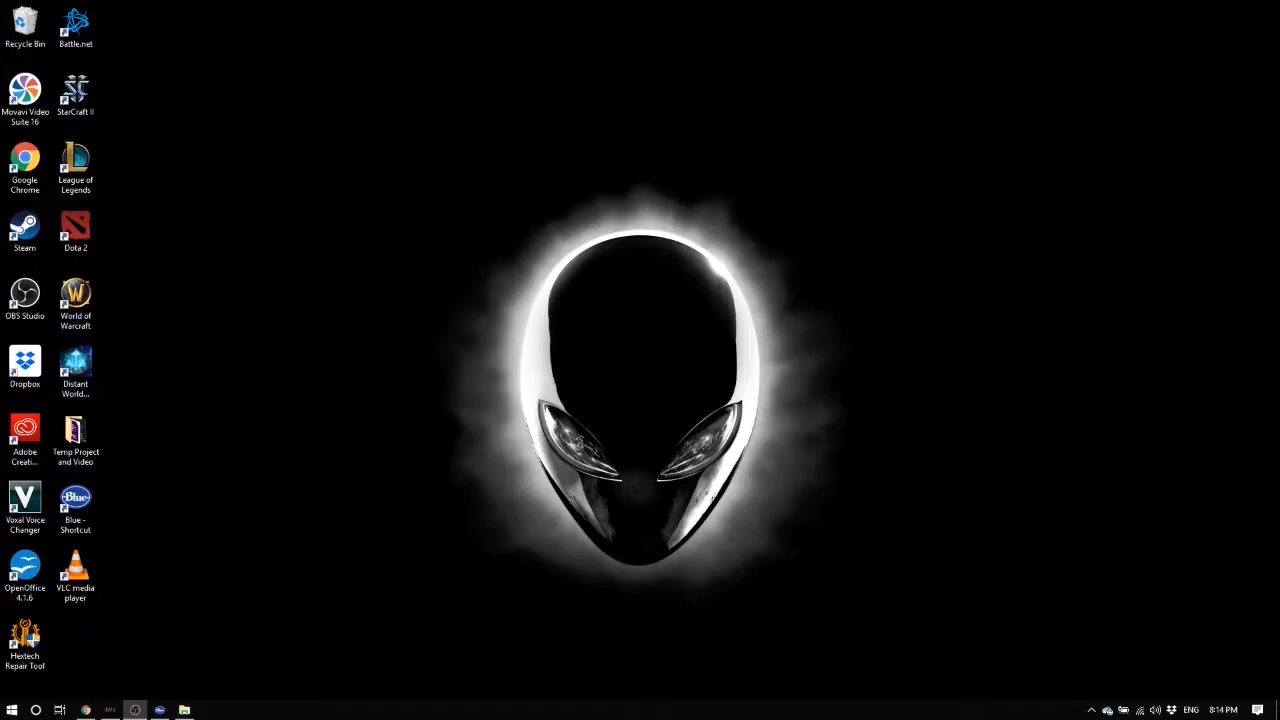 Recycle Bin
Battle.net
Movavi Video
Suite 16
StarCraft II
Google
Chrome
League of
Legends
Steam
Dota 2
OBS Studio
World of
Warcraft
Dropbox
Distant
World...
Adobe
Creati...
Temp Project
and Video
Voxal Voice
Changer
Blue -
Shortcut
OpenOffice
4.1.6
VLC media
player
Hextech
Repair Tool
ENG
8:14 PM